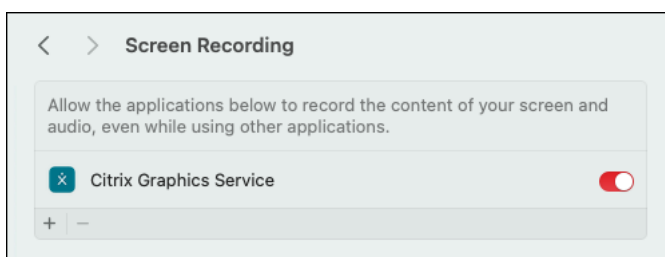 Screen Recording
Allow the applications below to record the content of your screen and
audio, even while using other applications.
Citrix Graphics Service